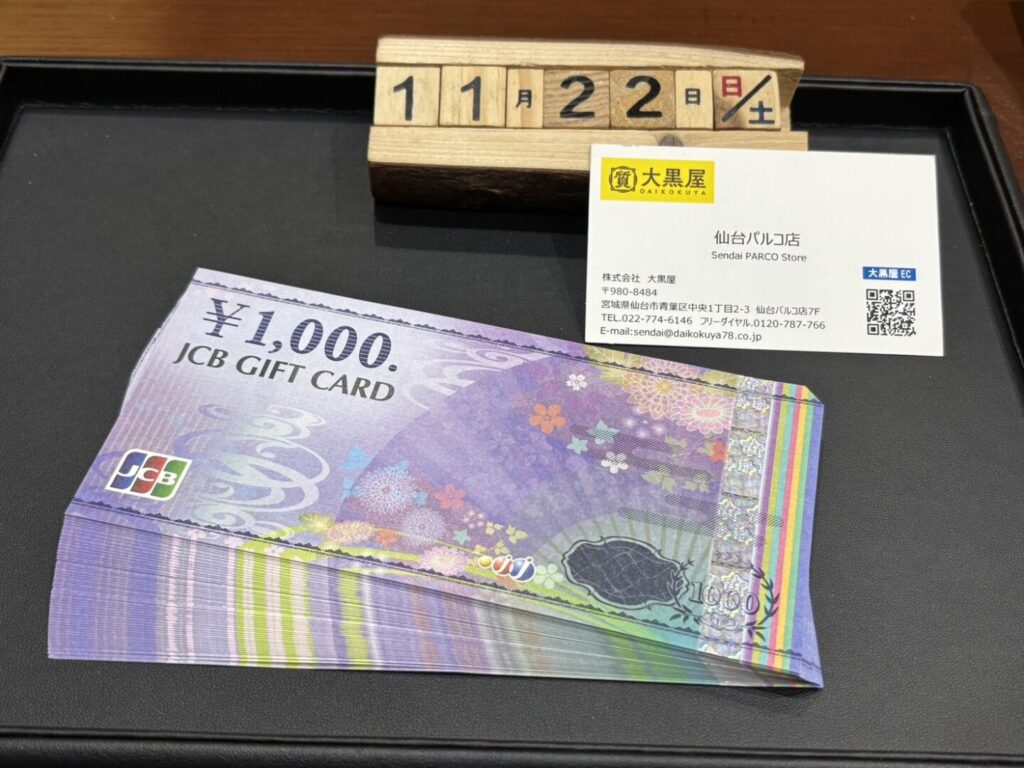 11月22日日/土
質 大黒屋
DAIKOKUYA
仙台パルコ店
Sendai PARCO Store
大黒屋 EC
株式会社 大黒屋
〒980-8484
宮城県仙台市青葉区中央1丁目2-3 仙台パルコ店7F
TEL.022-774-6146 フリーダイヤル.0120-787-766
E-mail:sendai@daikokuya78.co.jp
¥1,000.
JCB GIFT CARD
JCB
1000